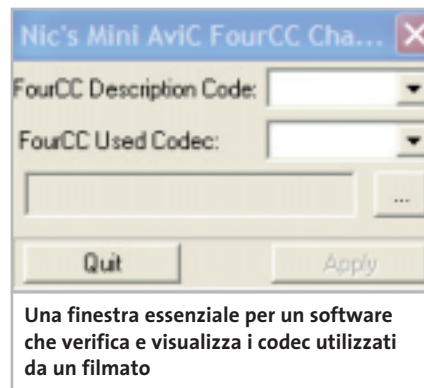 Nic's Mini AviC FourCC Cha...
FourCC Description Code:
FourCC Used Codec:
...
Quit
Apply
Una finestra essenziale per un software
che verifica e visualizza i codec utilizzati
da un filmato